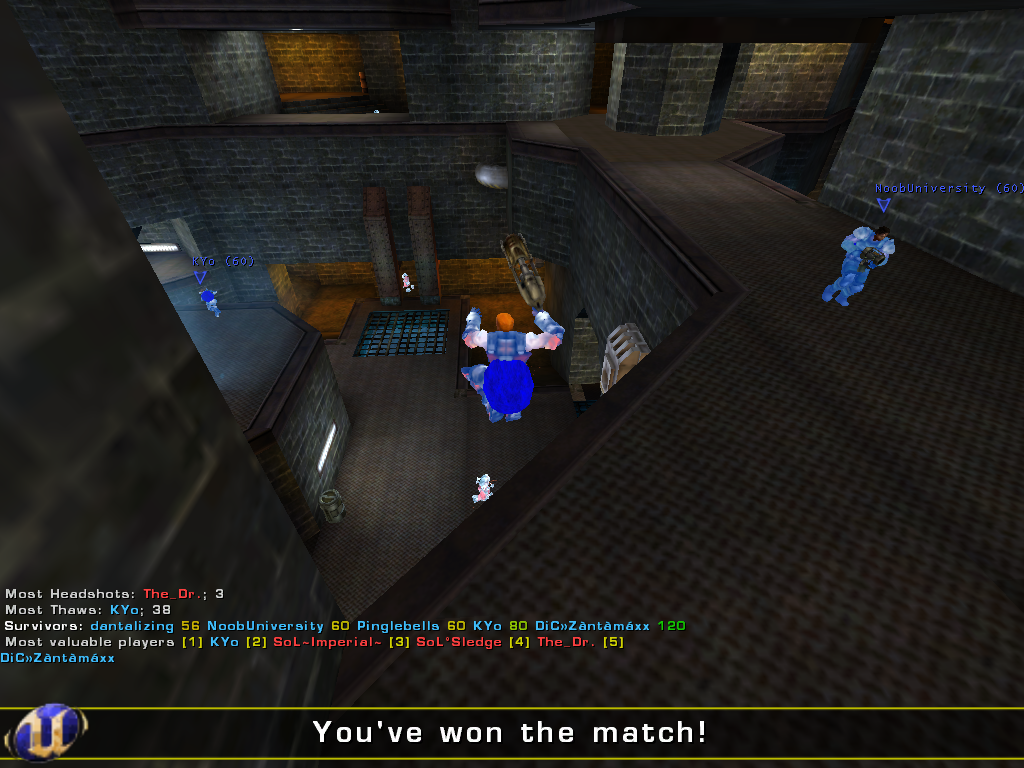 NoobUniversity (60)
KYo (60)
Most Headshots: The_Dr.; 3
Most Thaws: KYo; 38
Survivors: dantalizing 56 NoobUniversity 60 Pinglebells 60 KYo 80 DiC»Zàntàmáxx 120
Most valuable players [1] KYo [2] SoL~Imperial~ [3] SoL°Sledge [4] The_Dr. [5]
DiC»Zàntàmáxx
You've won the match!